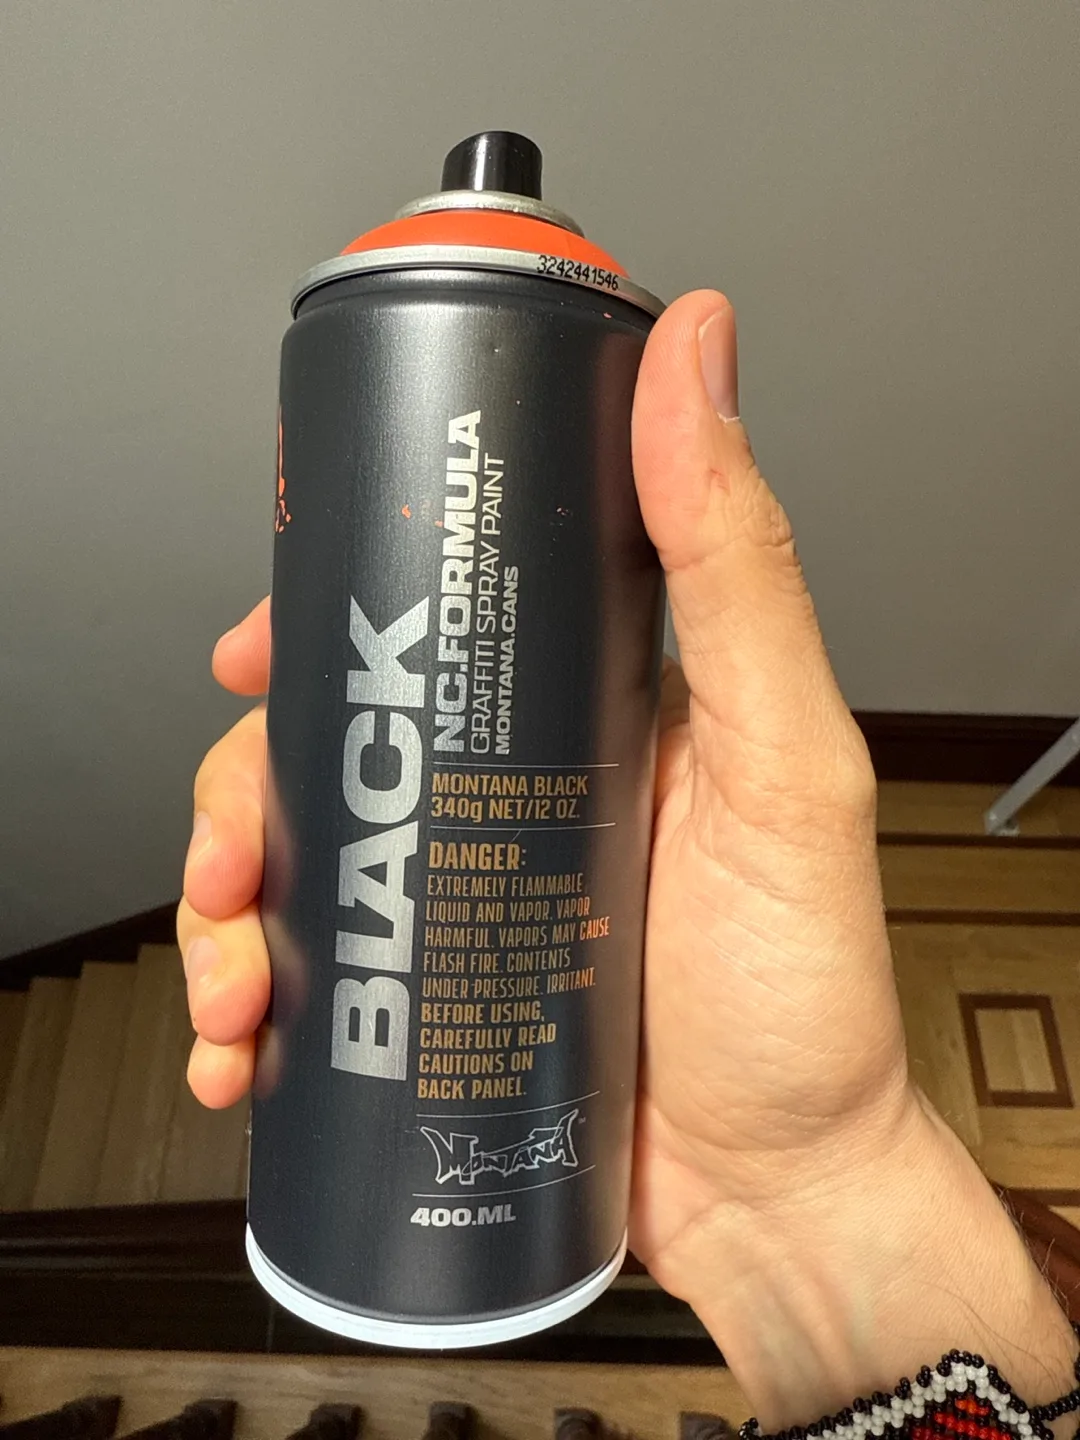 3242441546
BLACK
NC.FORMULA
GRAFFITI SPRAY PAINT
MONTANA.CANS
MONTANA BLACK
340g NET/12 OZ.
DANGER:
EXTREMELY FLAMMABLE
LIQUID AND VAPOR. VAPOR
HARMFUL. VAPORS MAY CAUSE
FLASH FIRE. CONTENTS
UNDER PRESSURE. IRRITANT.
BEFORE USING,
CAREFULLY READ
CAUTIONS ON
BACK PANEL.
MONTANA™
400.ML